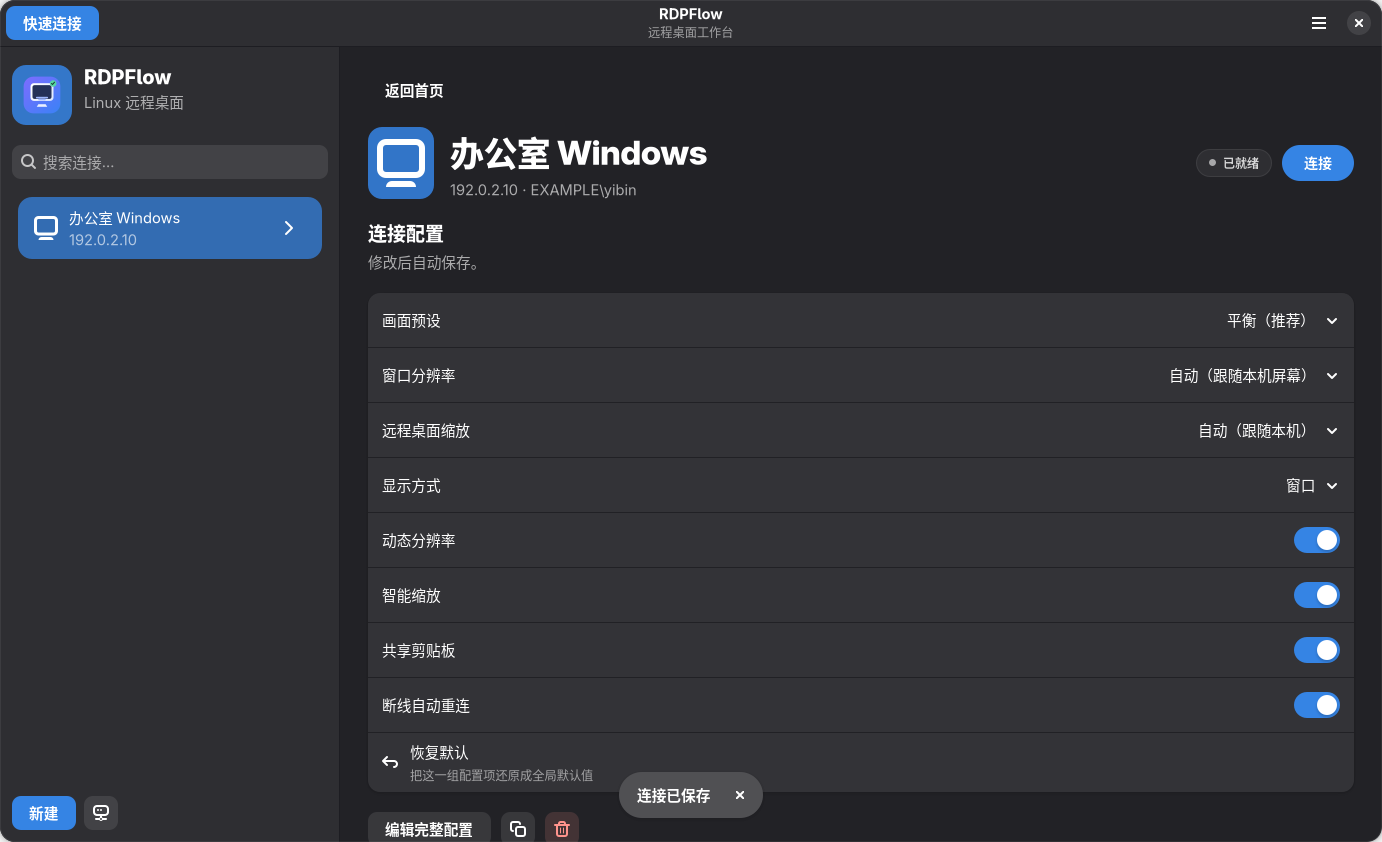 快速连接
RDPFlow
远程桌面工作台
RDPFlow
Linux 远程桌面
搜索连接...
办公室 Windows
192.0.2.10
新建
返回首页
办公室 Windows
192.0.2.10 · EXAMPLE\yibin
已就绪
连接
连接配置
修改后自动保存。
画面预设
平衡（推荐）
窗口分辨率
自动（跟随本机屏幕）
远程桌面缩放
自动（跟随本机）
显示方式
窗口
动态分辨率
智能缩放
共享剪贴板
断线自动重连
恢复默认
把这一组配置项还原成全局默认值
连接已保存
编辑完整配置